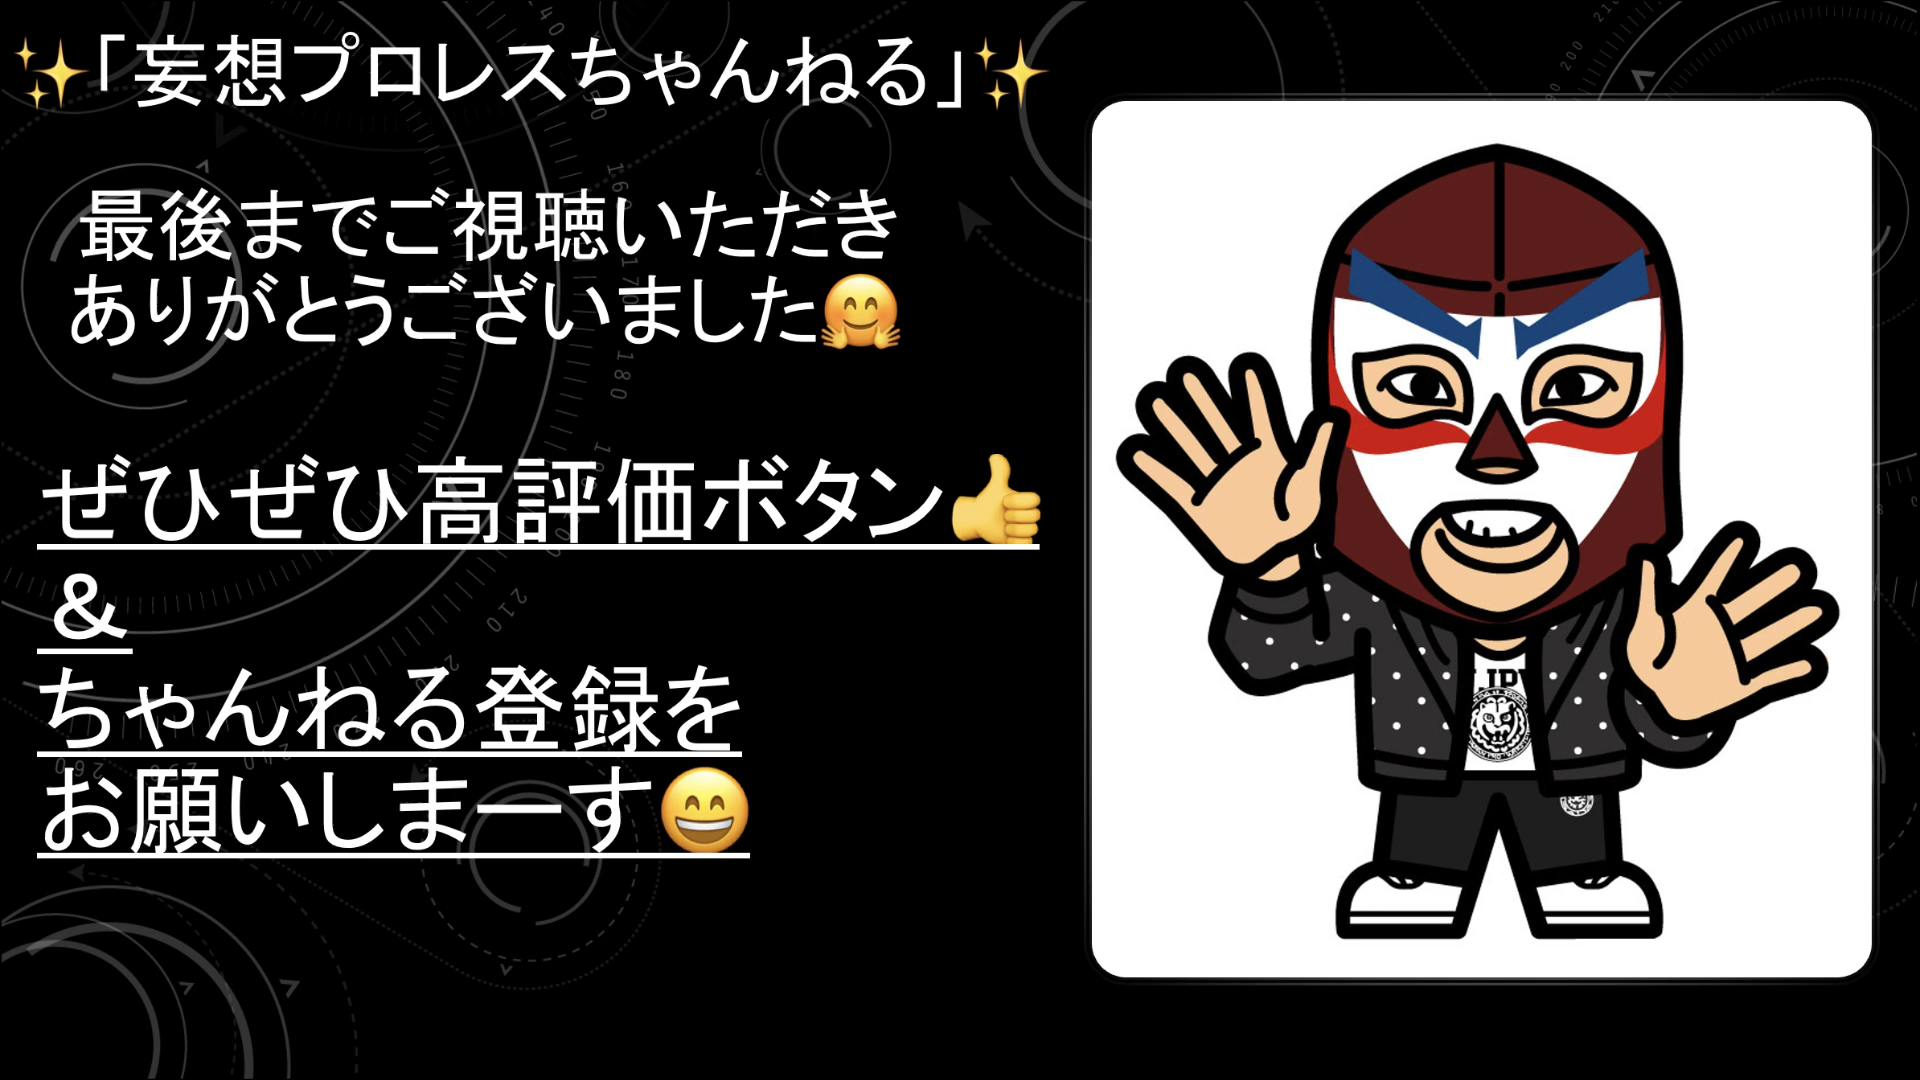 ✨「妄想プロレスちゃんねる」✨
最後までご視聴いただき
ありがとうございました🤗
ぜひぜひ高評価ボタン👍
&
ちゃんねる登録を
お願いしまーす😄